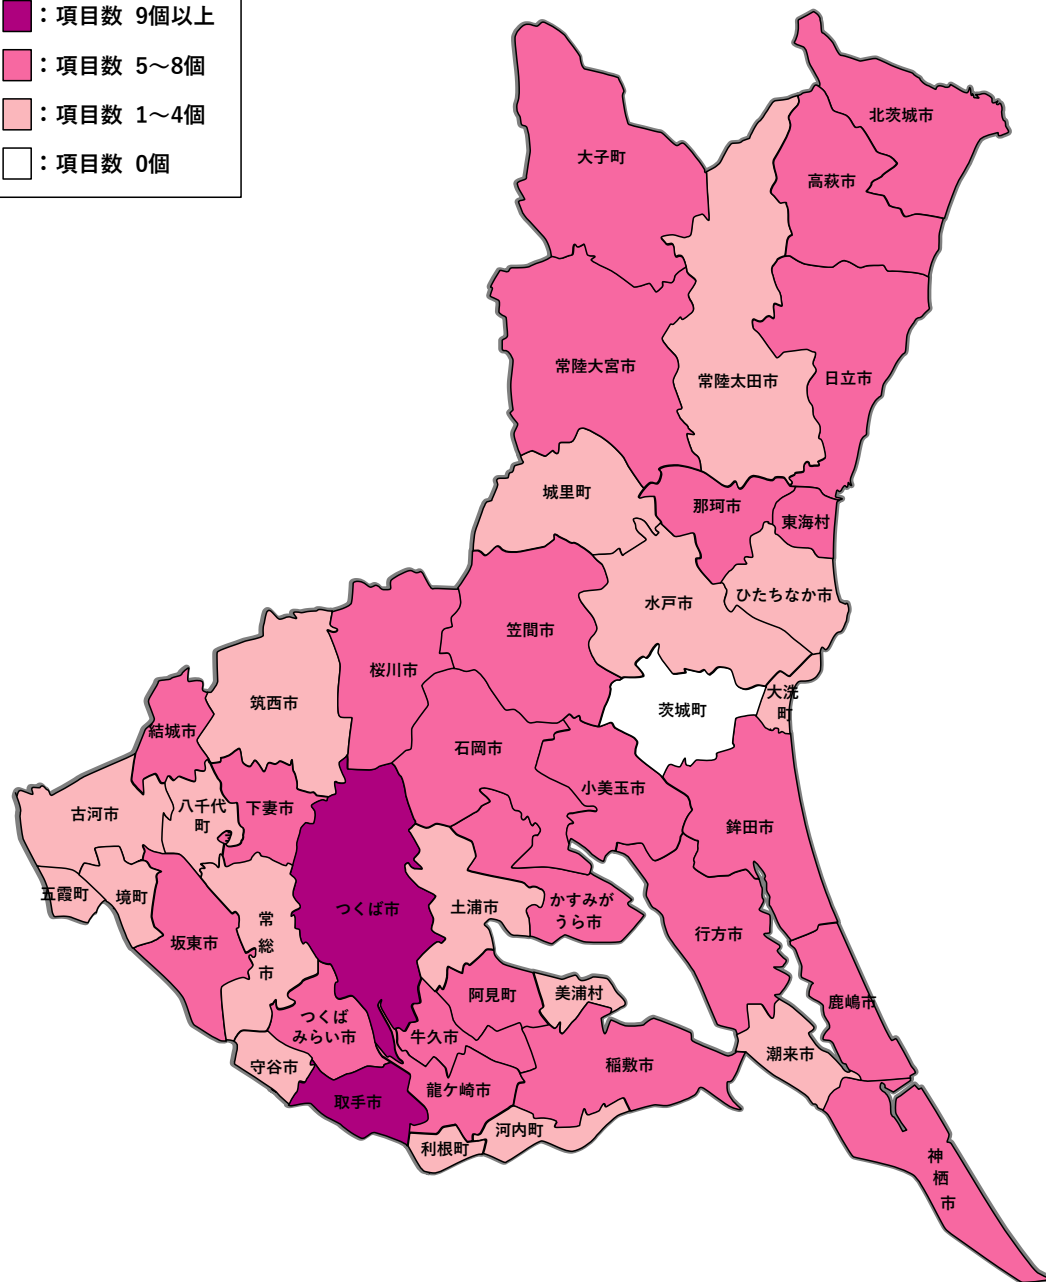 ：項目数 9個以上
：項目数 5～8個
：項目数 1～4個
：項目数 0個
北茨城市
大子町
高萩市
常陸大宮市
常陸太田市
日立市
城里町
那珂市
東海村
ひたちなか市
水戸市
笠間市
桜川市
筑西市
大洗
町
茨城町
結城市
石岡市
小美玉市
古河市
八千代
町
下妻市
鉾田市
五霞町
境町
つくば市
土浦市
かすみが
うら市
常
総
市
坂東市
行方市
阿見町
美浦村
鹿嶋市
つくば
みらい市
牛久市
潮来市
守谷市
稲敷市
龍ケ崎市
取手市
河内町
利根町
神
栖
市